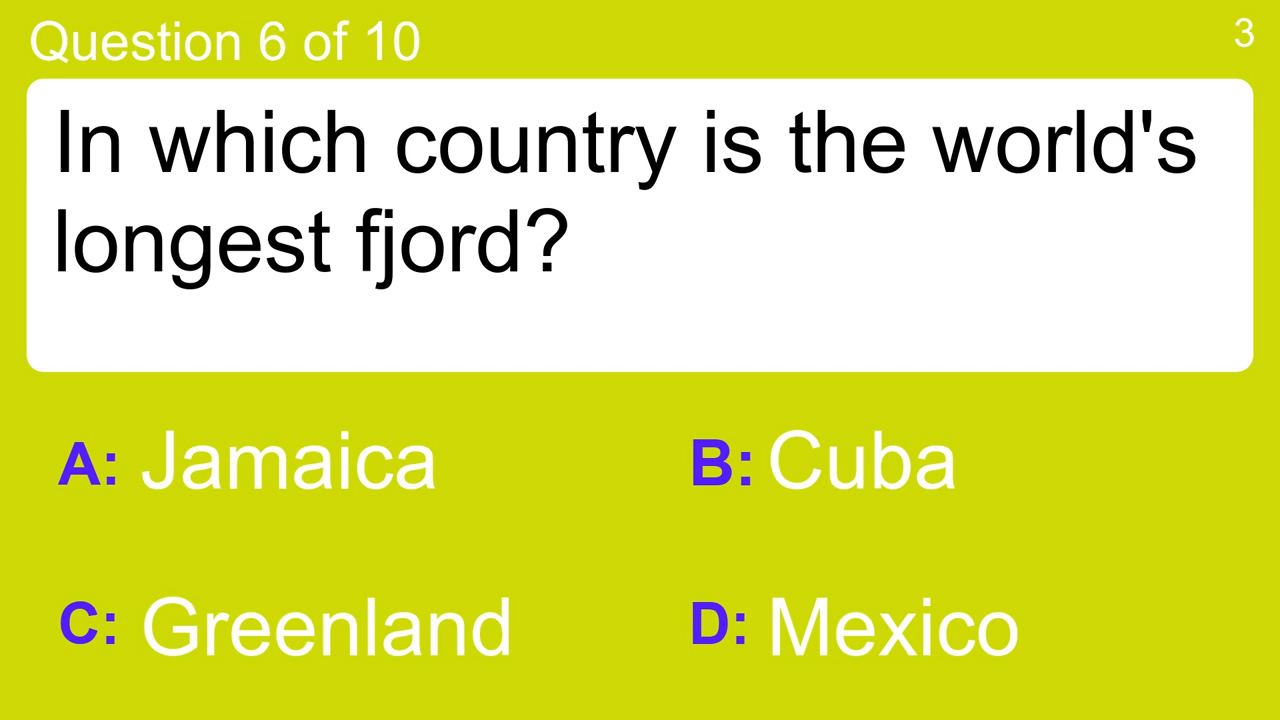 Question 6 of 10
3
In which country is the world's
longest fjord?
A: Jamaica
B: Cuba
C: Greenland
D: Mexico